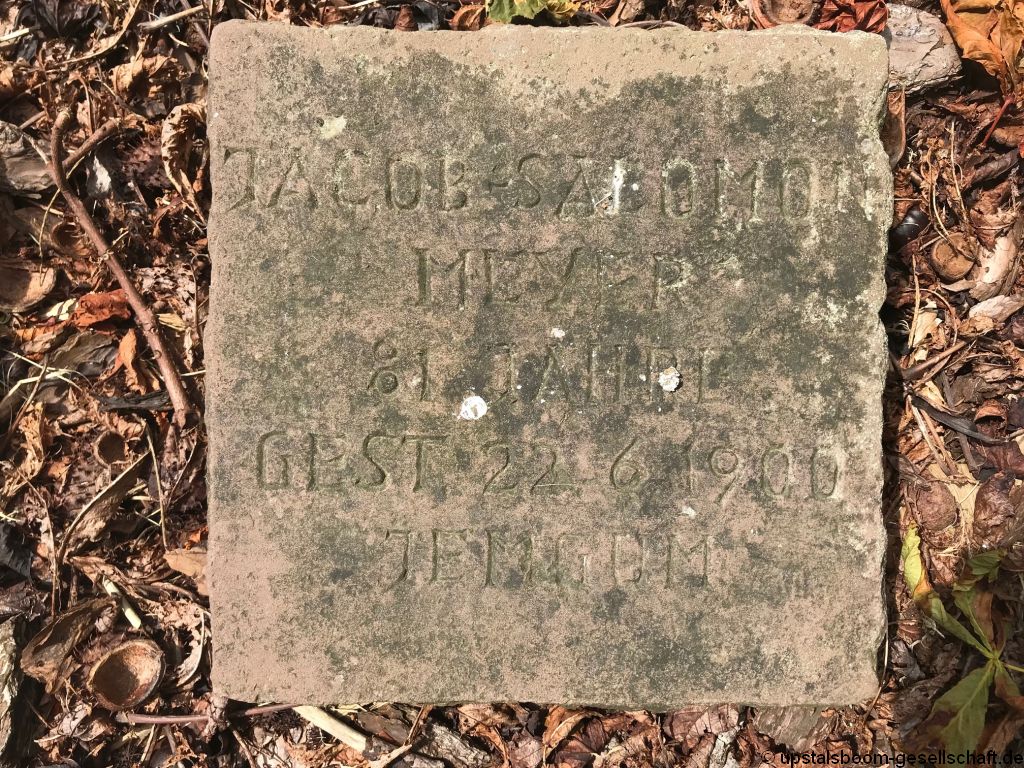 JACOB-SALOMON
MEYER
81 JAHRE
GEST 22-6-1900
JEMGUM
© upstalsboom-gesellschaft.de